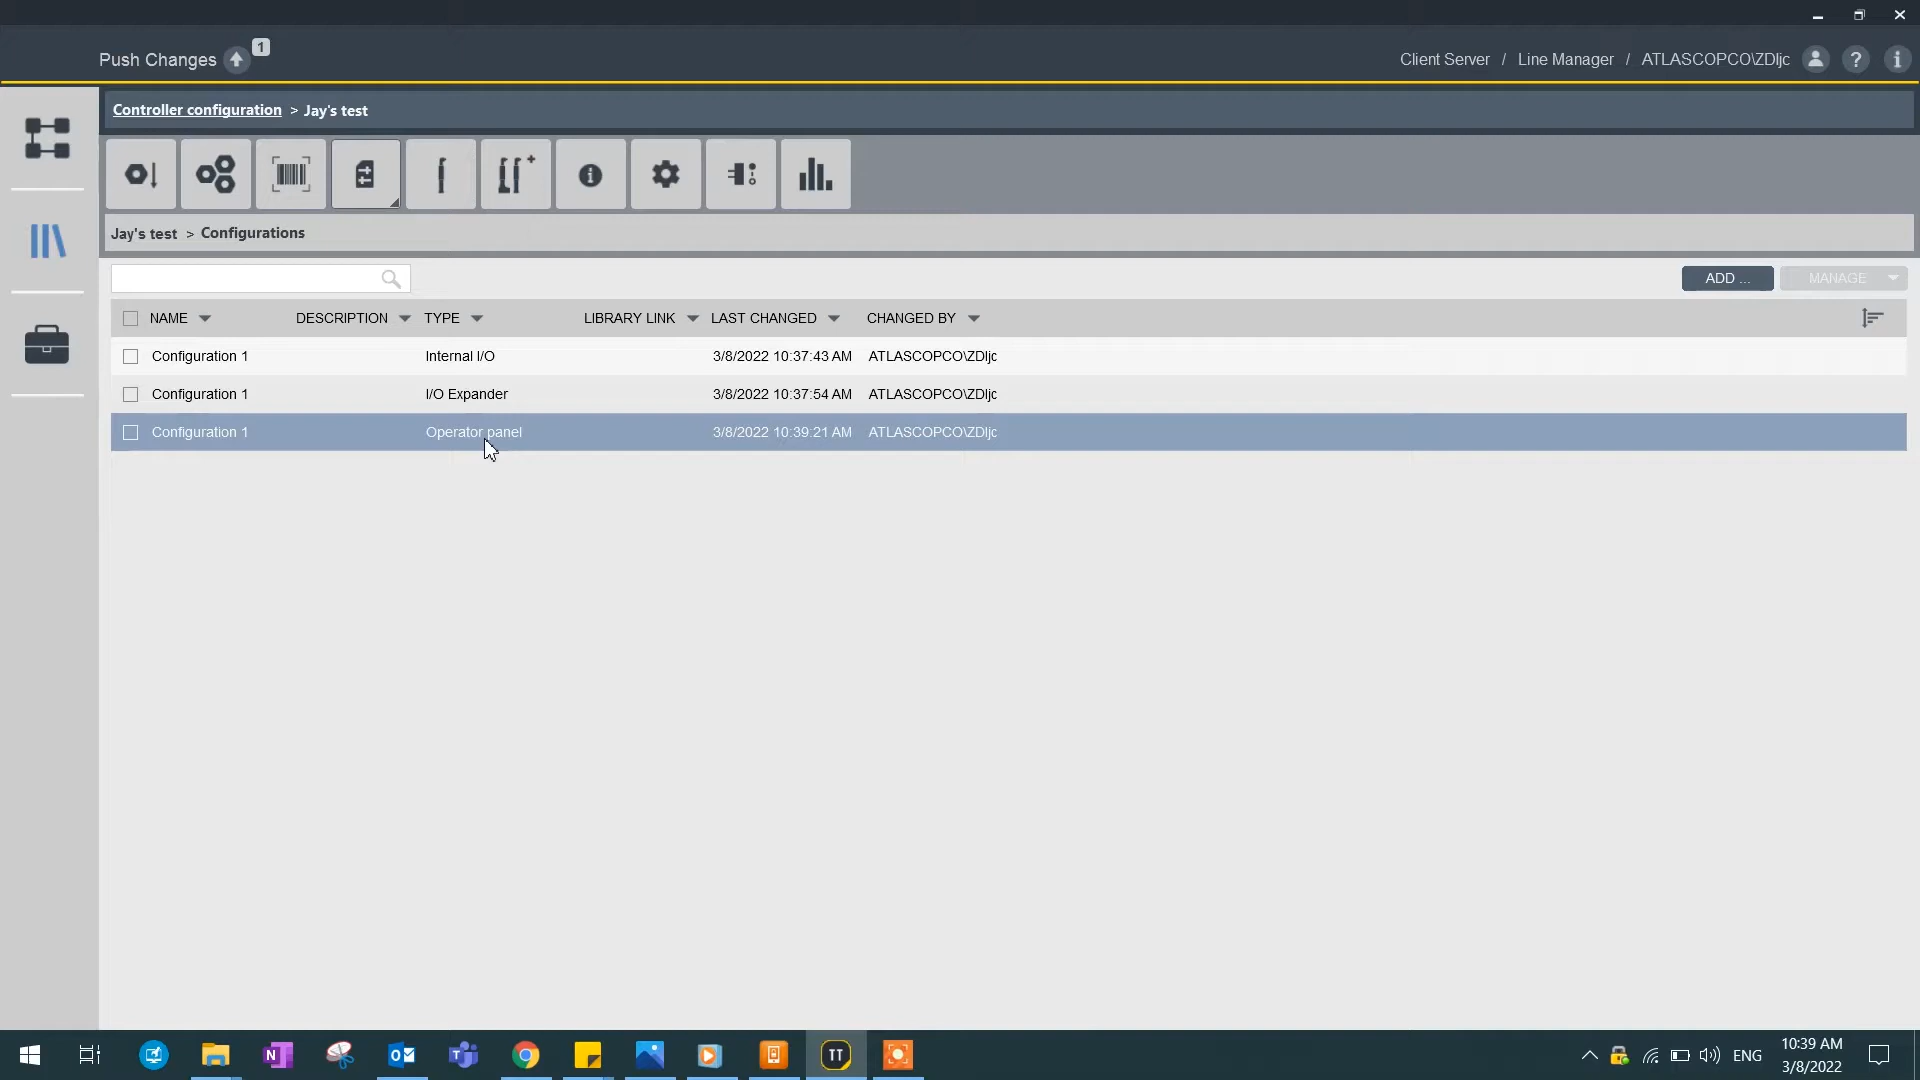 Push Changes 1
Client Server / Line Manager / ATLASCOPCO\ZDljc ? i
Controller configuration > Jay's test
Jay's test > Configurations
ADD ... MANAGE
NAME DESCRIPTION TYPE LIBRARY LINK LAST CHANGED CHANGED BY
Configuration 1 Internal I/O 3/8/2022 10:37:43 AM ATLASCOPCO\ZDljc
Configuration 1 I/O Expander 3/8/2022 10:37:54 AM ATLASCOPCO\ZDljc
Configuration 1 Operator panel 3/8/2022 10:39:21 AM ATLASCOPCO\ZDljc
ENG
10:39 AM
3/8/2022